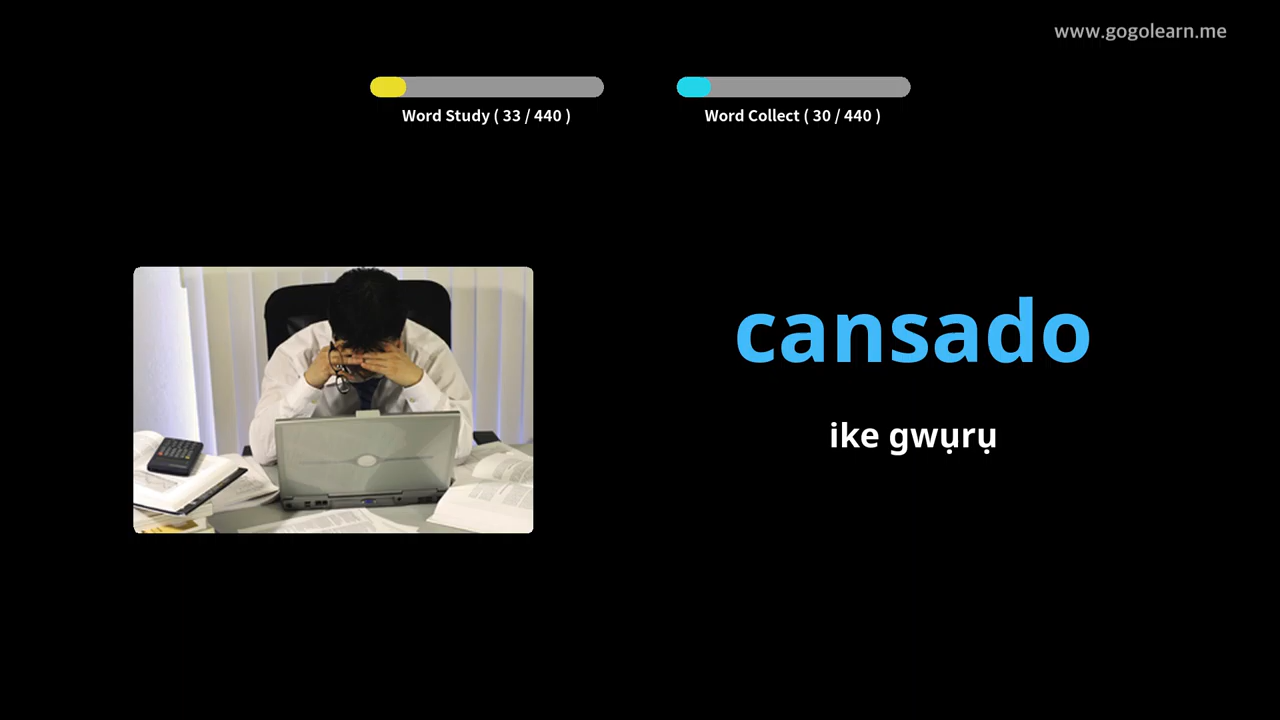 www.gogolearn.me
Word Study ( 33 / 440 )
Word Collect ( 30 / 440 )
cansado
ike gwụrụ